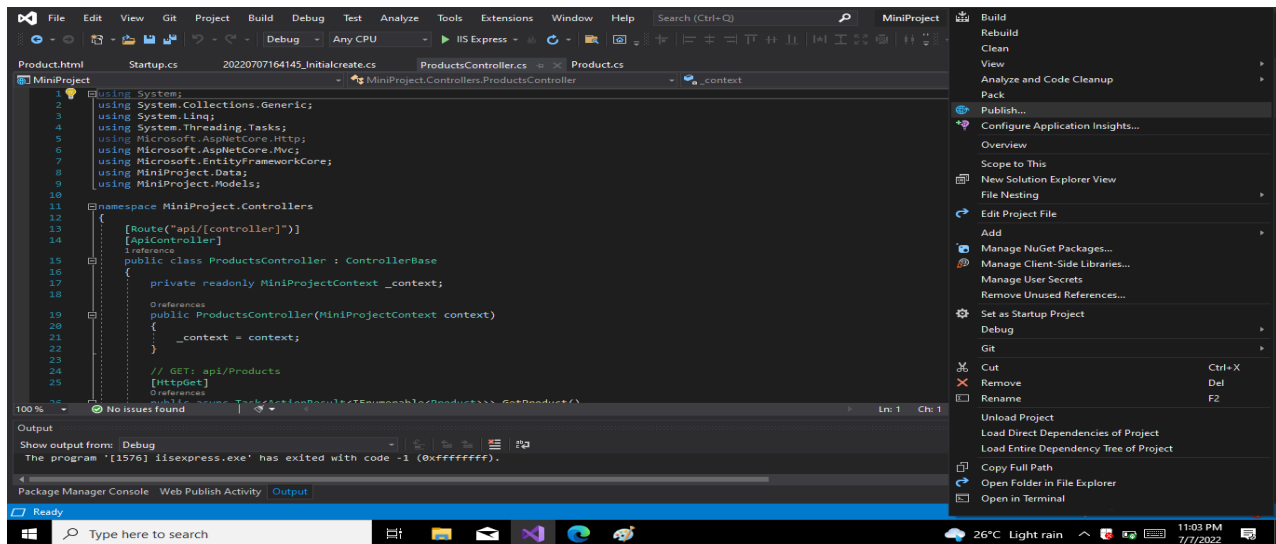 File Edit View Git Project Build Debug Test Analyze Tools Extensions Window Help Search (Ctrl+Q) MiniProject
Debug Any CPU IIS Express
Product.html Startup.cs 20220707164145_Initialcreate.cs ProductsController.cs Product.cs
MiniProject MiniProject.Controllers.ProductsController _context
1 using System;
2 using System.Collections.Generic;
3 using System.Linq;
4 using System.Threading.Tasks;
5 using Microsoft.AspNetCore.Http;
6 using Microsoft.AspNetCore.Mvc;
7 using Microsoft.EntityFrameworkCore;
8 using MiniProject.Data;
9 using MiniProject.Models;
10
11 namespace MiniProject.Controllers
12 {
13 [Route("api/[controller]")]
14 [ApiController]
1 reference
15 public class ProductsController : ControllerBase
16 {
17 private readonly MiniProjectContext _context;
18
0 references
19 public ProductsController(MiniProjectContext context)
20 {
21 _context = context;
22 }
23
24 // GET: api/Products
25 [HttpGet]
0 references
26 public async Task<ActionResult<IEnumerable<Product>>> GetProduct()
100 % No issues found Ln: 1 Ch: 1
Output
Show output from: Debug
The program '[1576] iisexpress.exe' has exited with code -1 (0xffffffff).
Package Manager Console Web Publish Activity Output
Ready
Build
Rebuild
Clean
View
Analyze and Code Cleanup
Pack
Publish...
Configure Application Insights...
Overview
Scope to This
New Solution Explorer View
File Nesting
Edit Project File
Add
Manage NuGet Packages...
Manage Client-Side Libraries...
Manage User Secrets
Remove Unused References...
Set as Startup Project
Debug
Git
Cut Ctrl+X
Remove Del
Rename F2
Unload Project
Load Direct Dependencies of Project
Load Entire Dependency Tree of Project
Copy Full Path
Open Folder in File Explorer
Open in Terminal
Type here to search 26°C Light rain 11:03 PM
7/7/2022